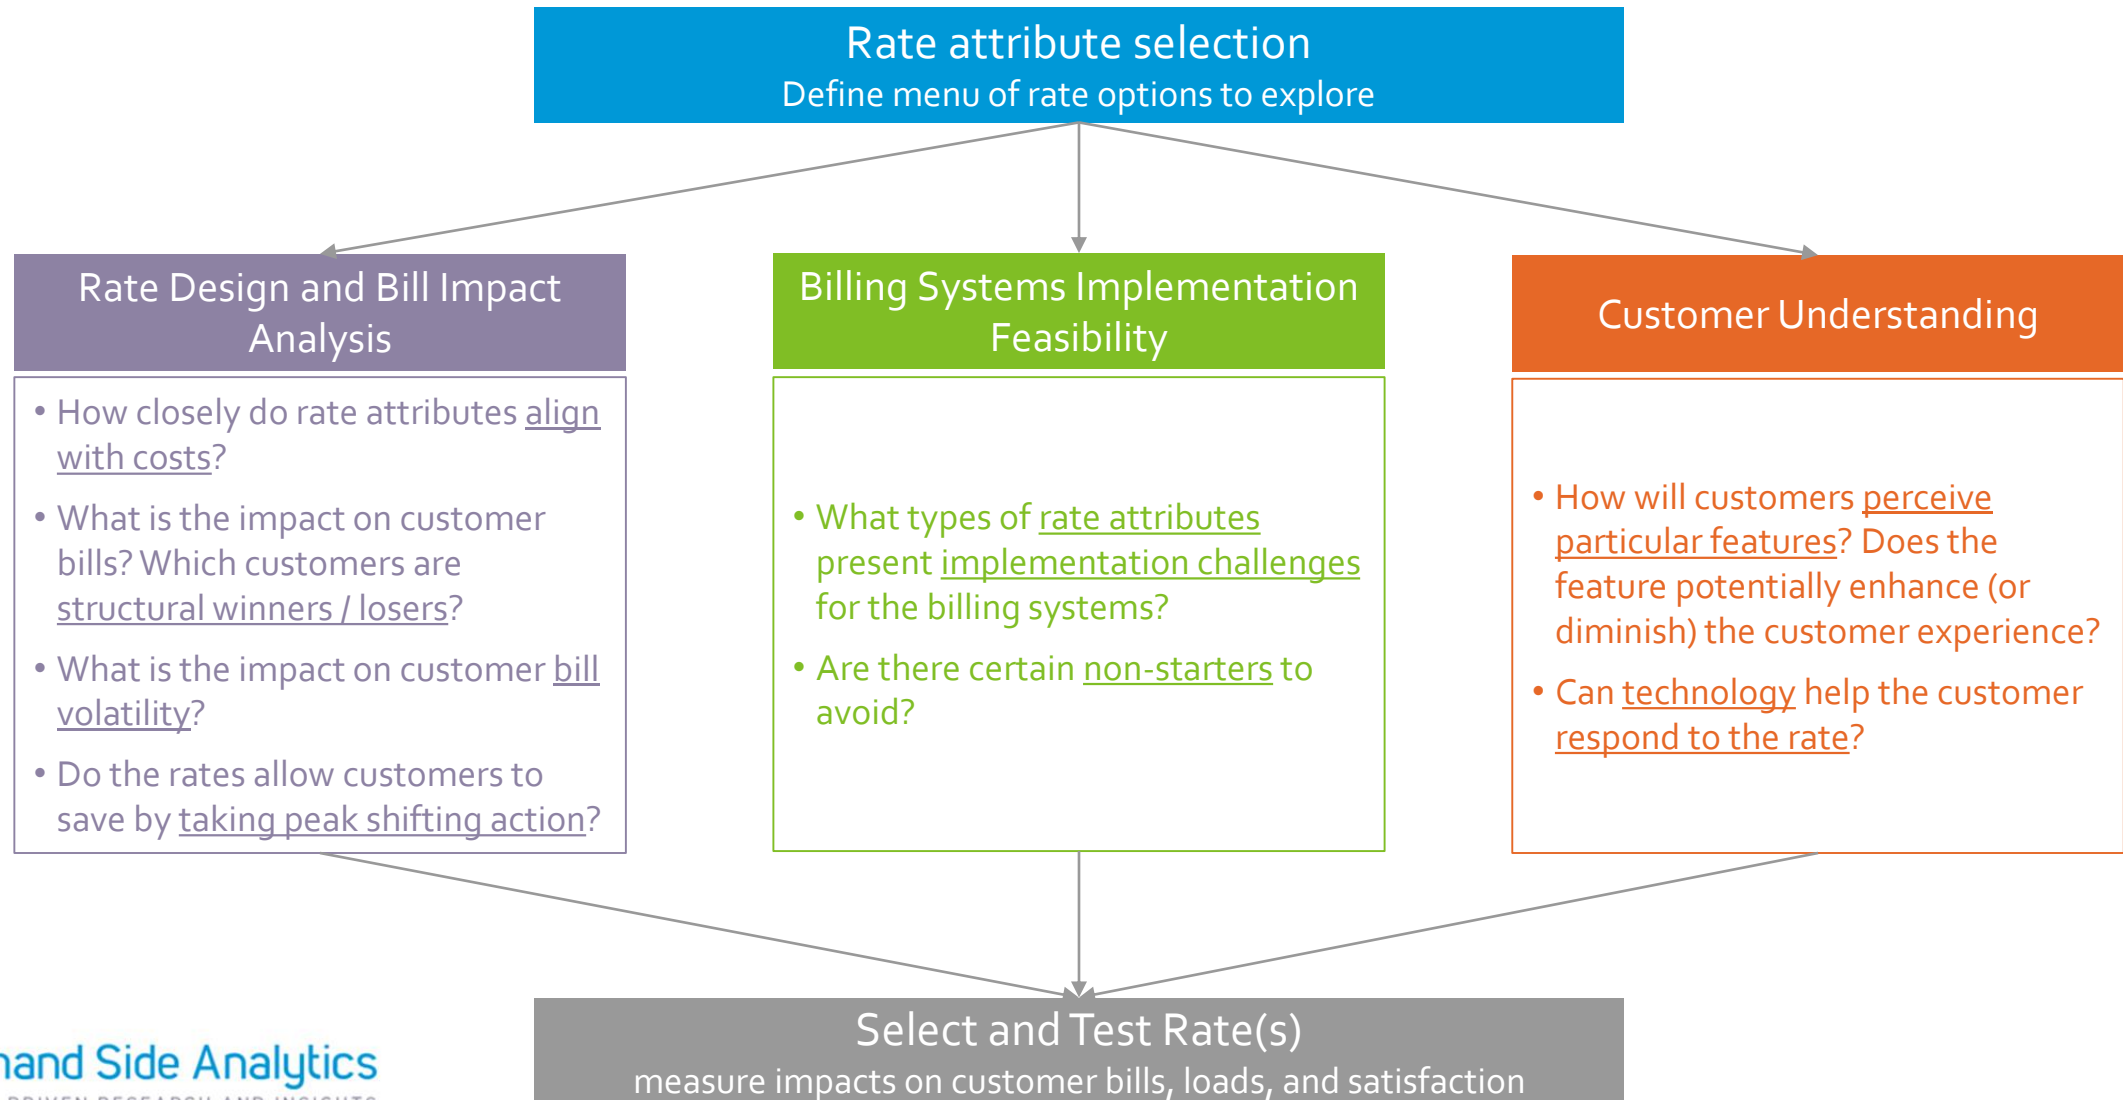 Rate attribute selection
Define menu of rate options to explore
Rate Design and Bill Impact
Analysis
• How closely do rate attributes align
with costs?
• What is the impact on customer
bills? Which customers are
structural winners / losers?
• What is the impact on customer bill
volatility?
• Do the rates allow customers to
save by taking peak shifting action?
Billing Systems Implementation
Feasibility
• What types of rate attributes
present implementation challenges
for the billing systems?
• Are there certain non-starters to
avoid?
Customer Understanding
• How will customers perceive
particular features? Does the
feature potentially enhance (or
diminish) the customer experience?
• Can technology help the customer
respond to the rate?
Select and Test Rate(s)
measure impacts on customer bills, loads, and satisfaction
Side Analytics
DRIVEN RESEARCH AND INSIGHTS